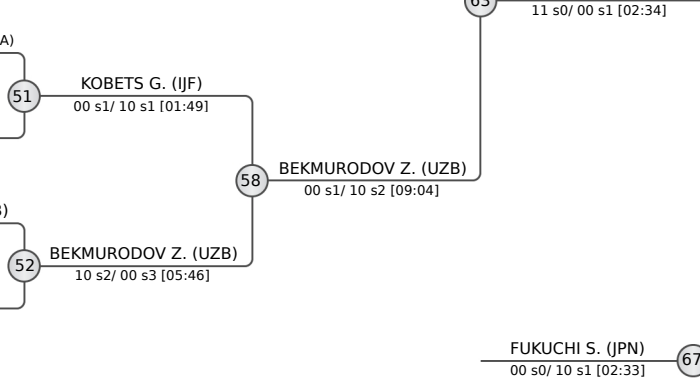 63
11 s0/ 00 s1 [02:34]
A)
51
KOBETS G. (IJF)
00 s1/ 10 s1 [01:49]
58
BEKMURODOV Z. (UZB)
00 s1/ 10 s2 [09:04]
)
52
BEKMURODOV Z. (UZB)
10 s2/ 00 s3 [05:46]
FUKUCHI S. (JPN)
00 s0/ 10 s1 [02:33]
67